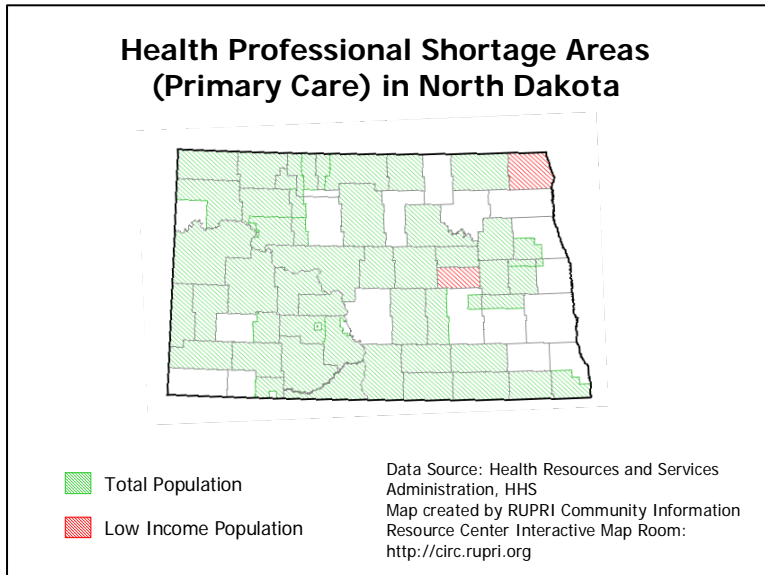 Health Professional Shortage Areas
(Primary Care) in North Dakota
Total Population
Low Income Population
Data Source: Health Resources and Services
Administration, HHS
Map created by RUPRI Community Information
Resource Center Interactive Map Room:
http://circ.rupri.org